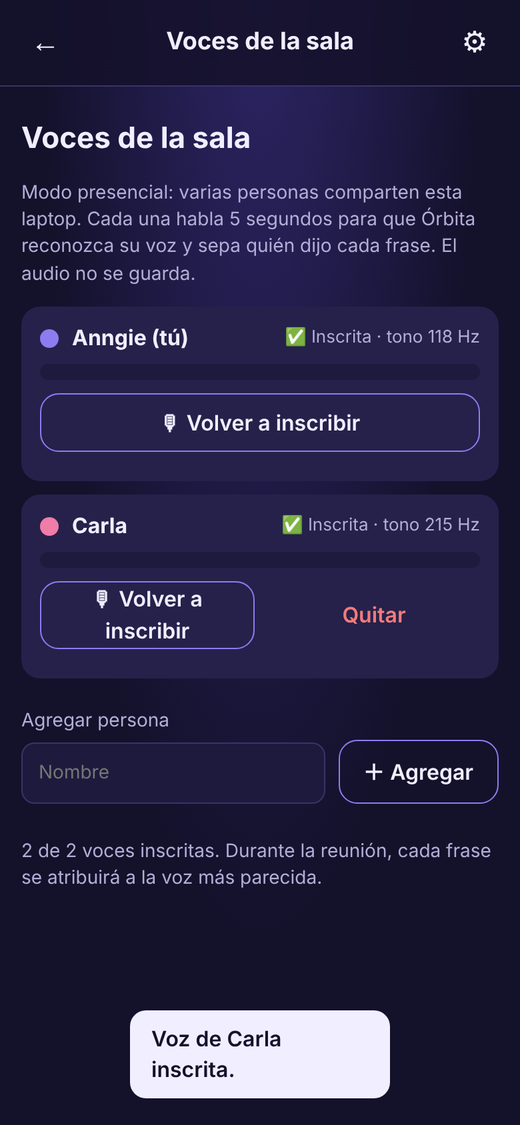 ← Voces de la sala ⚙
Voces de la sala
Modo presencial: varias personas comparten esta
laptop. Cada una habla 5 segundos para que Órbita
reconozca su voz y sepa quién dijo cada frase. El
audio no se guarda.
Anngie (tú) ✅ Inscrita · tono 118 Hz
🎙 Volver a inscribir
Carla ✅ Inscrita · tono 215 Hz
🎙 Volver a
inscribir
Quitar
Agregar persona
Nombre
+ Agregar
2 de 2 voces inscritas. Durante la reunión, cada frase
se atribuirá a la voz más parecida.
Voz de Carla
inscrita.